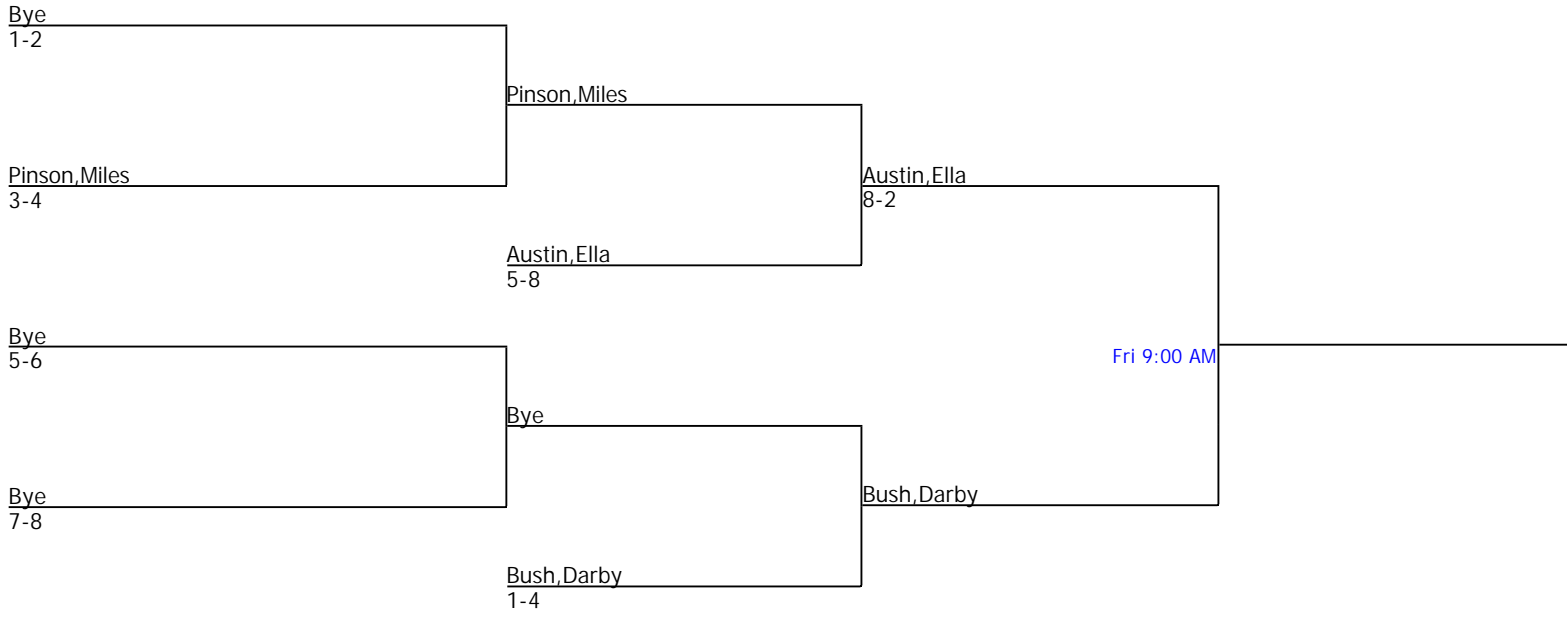 Bye
1-2
Pinson,Miles
Pinson,Miles
3-4
Austin,Ella
8-2
Austin,Ella
5-8
Bye
5-6
Fri 9:00 AM
Bye
Bye
7-8
Bush,Darby
Bush,Darby
1-4